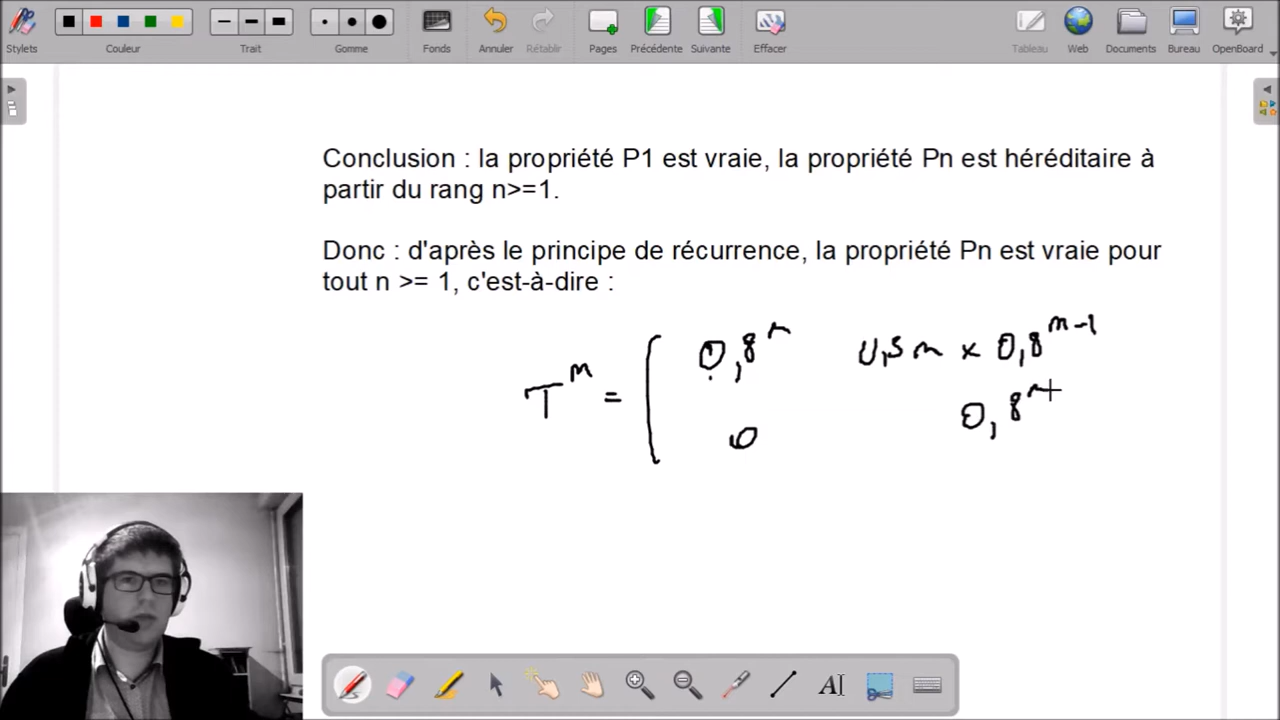 Stylets Couleur Trait Gomme Fonds Annuler Rétablir Pages Précédente Suivante Effacer Tableau Web Documents Bureau OpenBoard
Conclusion : la propriété P1 est vraie, la propriété Pn est héréditaire à
partir du rang n>=1.
Donc : d'après le principe de récurrence, la propriété Pn est vraie pour
tout n >= 1, c'est-à-dire :
T^n = ( 0,8^n 0,5n × 0,8^n-1
0 0,8^n
AI